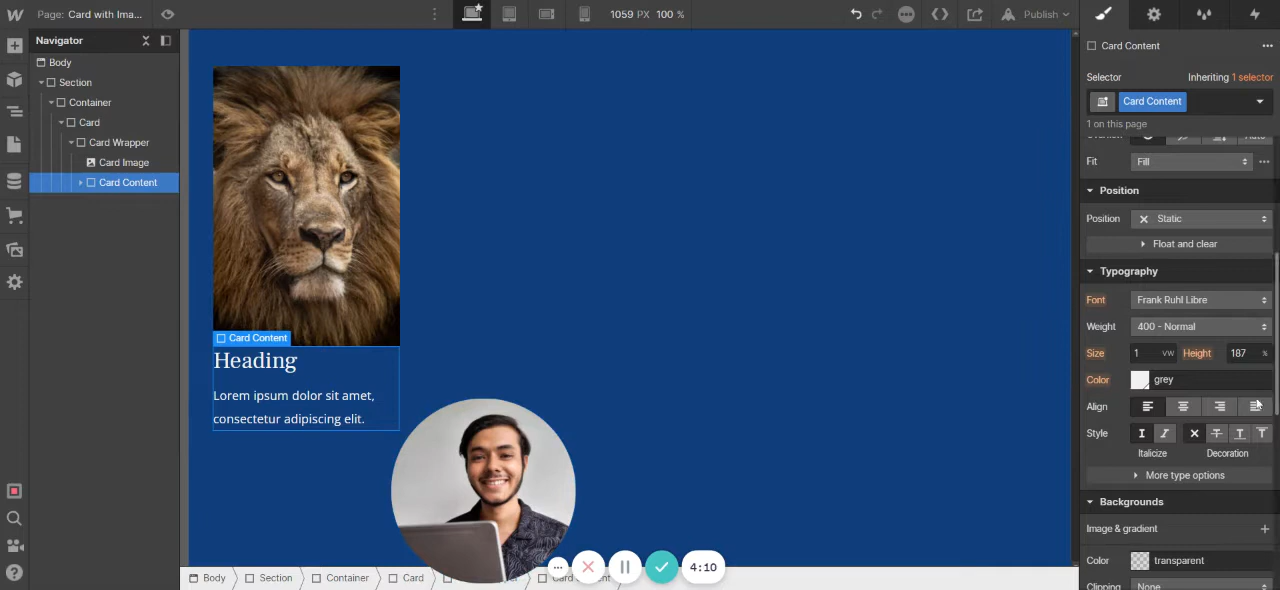 Page: Card with Ima...
1059 PX 100 %
Publish
Navigator
Body
Section
Container
Card
Card Wrapper
Card Image
Card Content
Card Content
Heading
Lorem ipsum dolor sit amet,
consectetur adipiscing elit.
4:10
Body
Section
Container
Card
Card Content
Selector
Inheriting 1 selector
Card Content
1 on this page
Fit
Fill
Position
Position
Static
Float and clear
Typography
Font
Frank Ruhl Libre
Weight
400 - Normal
Size
1 VW
Height
187 %
Color
grey
Align
Style
Italicize
Decoration
More type options
Backgrounds
Image & gradient
Color
transparent
Clipping
None